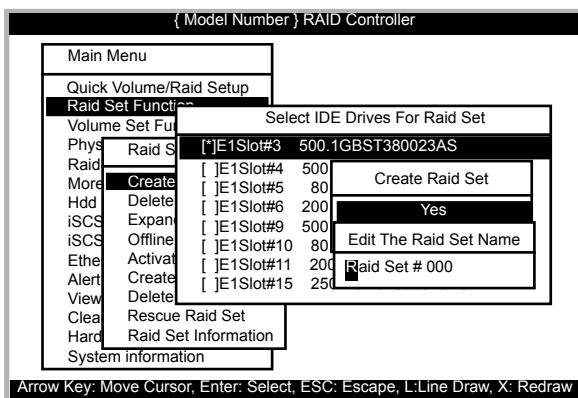 { Model Number } RAID Controller
Main Menu
Quick Volume/Raid Setup
Raid Set Function
Volume Set Fu
Phys
Raid
More
Hdd
iSCS
iSCS
Ethe
Alert
View
Clea
Hard
System information
Raid S
Create
Delete
Expan
Offline
Activat
Create
Delete
Rescue Raid Set
Raid Set Information
Select IDE Drives For Raid Set
[*]E1Slot#3 500.1GBST380023AS
[ ]E1Slot#4 500
[ ]E1Slot#5 80
[ ]E1Slot#6 200
[ ]E1Slot#9 500
[ ]E1Slot#10 80
[ ]E1Slot#11 200
[ ]E1Slot#15 250
Create Raid Set
Yes
Edit The Raid Set Name
Raid Set # 000
Arrow Key: Move Cursor, Enter: Select, ESC: Escape, L:Line Draw, X: Redraw